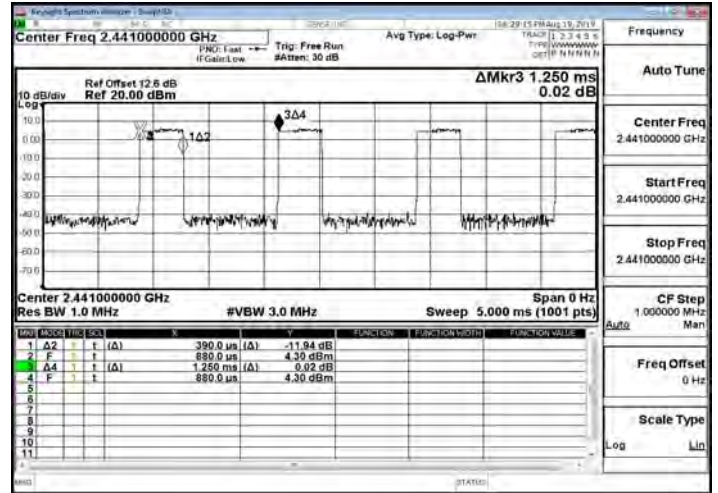 Keysight Spectrum Analyzer - Swept SA
06:29:15 PM Aug 19, 2019
Center Freq 2.441000000 GHz
Avg Type: Log-Pwr
TRACE 1 2 3 4 5 6
PNO: Fast
Trig: Free Run
TYPE
IFGain:Low
#Atten: 30 dB
DET P N N N N N
ΔMkr3 1.250 ms
0.02 dB
Ref Offset 12.6 dB
10 dB/div Ref 20.00 dBm
Log
10.0
0.00
-10.0
-20.0
-30.0
-40.0
-50.0
-60.0
-70.0
3Δ4
1Δ2
Center 2.441000000 GHz
Span 0 Hz
Res BW 1.0 MHz
#VBW 3.0 MHz
Sweep 5.000 ms (1001 pts)
MKR MODE TRC SCL X Y FUNCTION FUNCTION WIDTH FUNCTION VALUE
1 Δ2 1 t (Δ) 390.0 µs (Δ) -11.94 dB
2 F 1 t 880.0 µs 4.30 dBm
3 Δ4 1 t (Δ) 1.250 ms (Δ) 0.02 dB
4 F 1 t 880.0 µs 4.30 dBm
5
6
7
8
9
10
11
MSG
STATUS
Frequency
Auto Tune
Center Freq
2.441000000 GHz
Start Freq
2.441000000 GHz
Stop Freq
2.441000000 GHz
CF Step
1.000000 MHz
Auto Man
Freq Offset
0 Hz
Scale Type
Log Lin